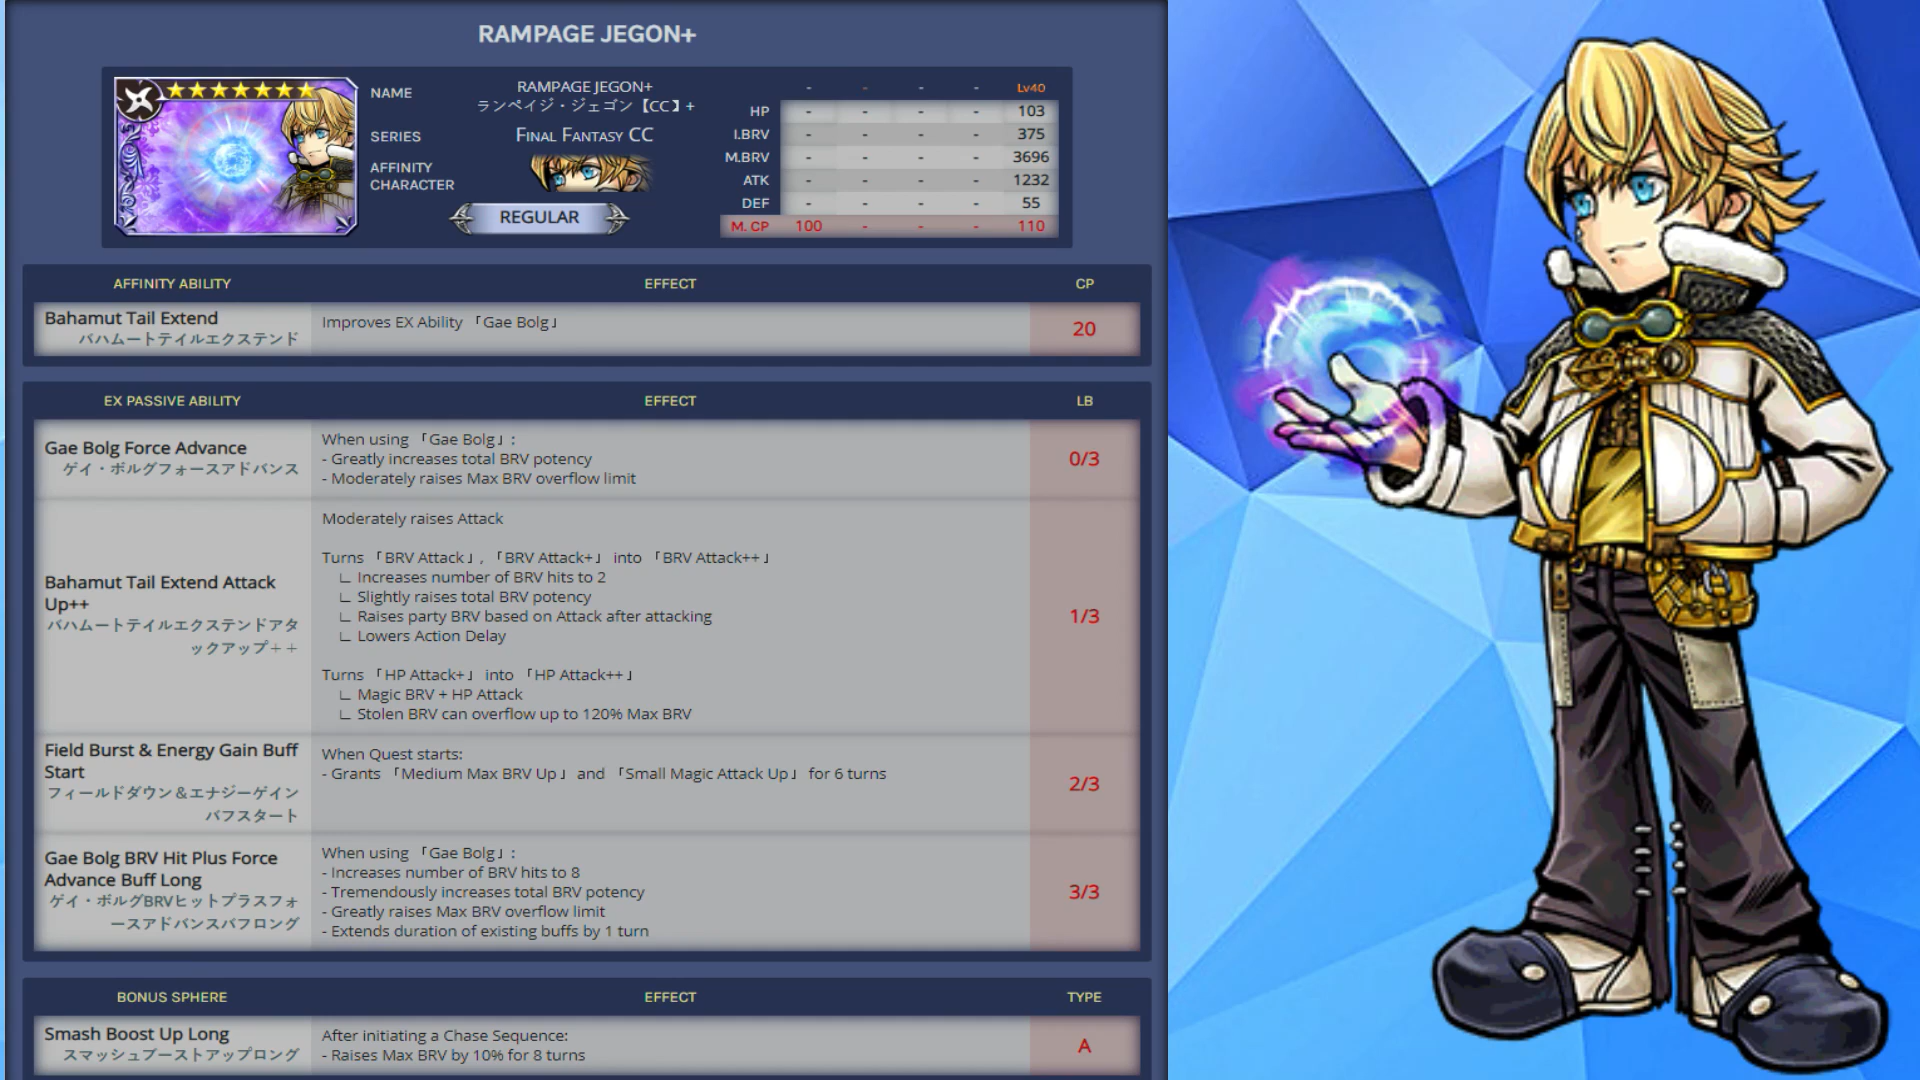 RAMPAGE JEGON+
NAME
RAMPAGE JEGON+
ランペイジ・ジェゴン【CC】+
SERIES
FINAL FANTASY CC
AFFINITY
CHARACTER
REGULAR
- - - - Lv40
HP - - - - 103
I.BRV - - - - 375
M.BRV - - - - 3696
ATK - - - - 1232
DEF - - - - 55
M. CP 100 - - - 110
AFFINITY ABILITY EFFECT CP
Bahamut Tail Extend
バハムートテイルエクステンド
Improves EX Ability 「Gae Bolg」
20
EX PASSIVE ABILITY EFFECT LB
Gae Bolg Force Advance
ゲイ・ボルグフォースアドバンス
When using 「Gae Bolg」:
- Greatly increases total BRV potency
- Moderately raises Max BRV overflow limit
0/3
Bahamut Tail Extend Attack
Up++
バハムートテイルエクステンドアタ
ックアップ++
Moderately raises Attack
Turns 「BRV Attack」, 「BRV Attack+」 into 「BRV Attack++」
∟ Increases number of BRV hits to 2
∟ Slightly raises total BRV potency
∟ Raises party BRV based on Attack after attacking
∟ Lowers Action Delay
Turns 「HP Attack+」 into 「HP Attack++」
∟ Magic BRV + HP Attack
∟ Stolen BRV can overflow up to 120% Max BRV
1/3
Field Burst & Energy Gain Buff
Start
フィールドダウン＆エナジーゲイン
バフスタート
When Quest starts:
- Grants 「Medium Max BRV Up」 and 「Small Magic Attack Up」 for 6 turns
2/3
Gae Bolg BRV Hit Plus Force
Advance Buff Long
ゲイ・ボルグBRVヒットプラスフォ
ースアドバンスバフロング
When using 「Gae Bolg」:
- Increases number of BRV hits to 8
- Tremendously increases total BRV potency
- Greatly raises Max BRV overflow limit
- Extends duration of existing buffs by 1 turn
3/3
BONUS SPHERE EFFECT TYPE
Smash Boost Up Long
スマッシュブーストアップロング
After initiating a Chase Sequence:
- Raises Max BRV by 10% for 8 turns
A